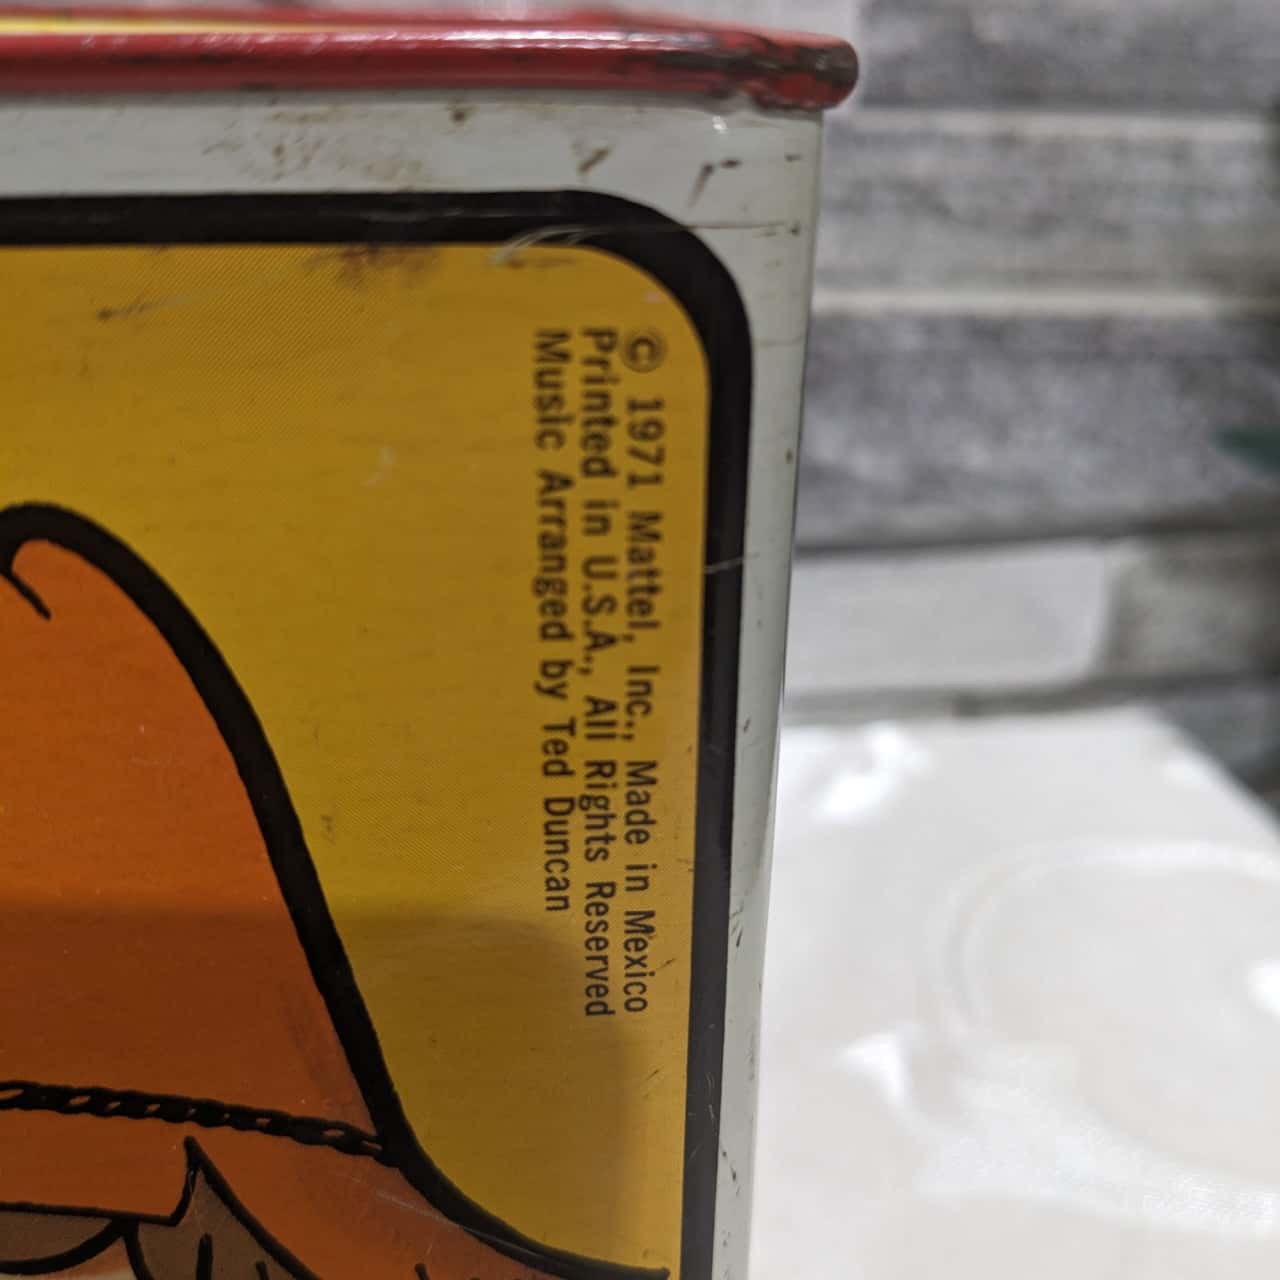 © 1971 Mattel, Inc., Made in Mexico
Printed in U.S.A., All Rights Reserved
Music Arranged by Ted Duncan